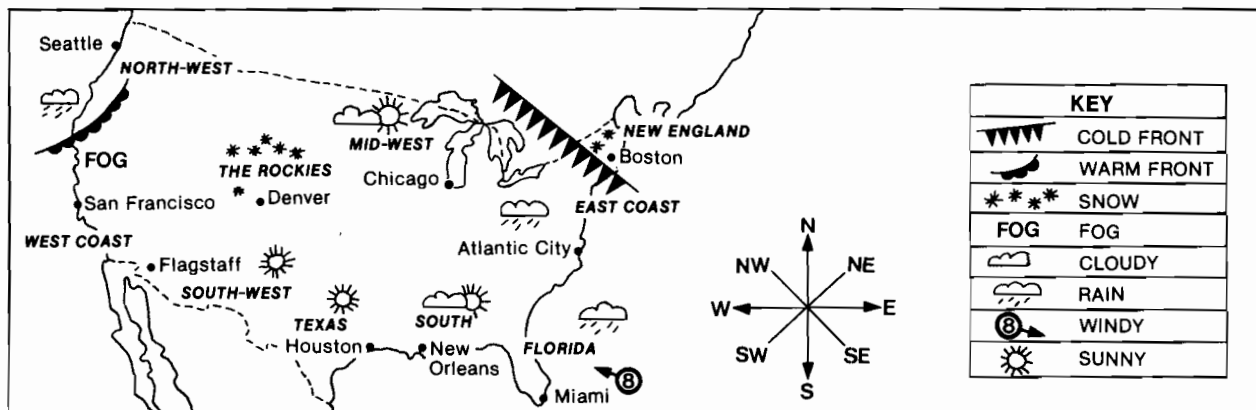 Seattle
NORTH-WEST
FOG
THE ROCKIES
Denver
San Francisco
WEST COAST
Flagstaff
SOUTH-WEST
MID-WEST
Chicago
NEW ENGLAND
Boston
EAST COAST
Atlantic City
TEXAS
Houston
SOUTH
New
Orleans
FLORIDA
8
Miami
N
NW
NE
W
E
SW
SE
S
KEY
COLD FRONT
WARM FRONT
SNOW
FOG FOG
CLOUDY
RAIN
8 WINDY
SUNNY